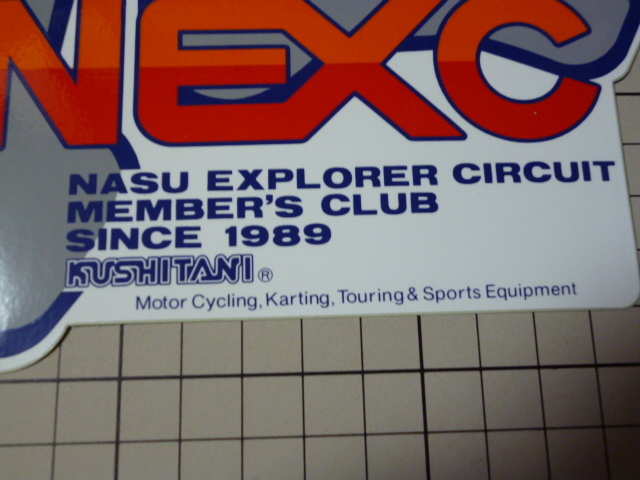 NEXC
NASU EXPLORER CIRCUIT
MEMBER'S CLUB
SINCE 1989
KUSHITANI®
Motor Cycling, Karting, Touring & Sports Equipment